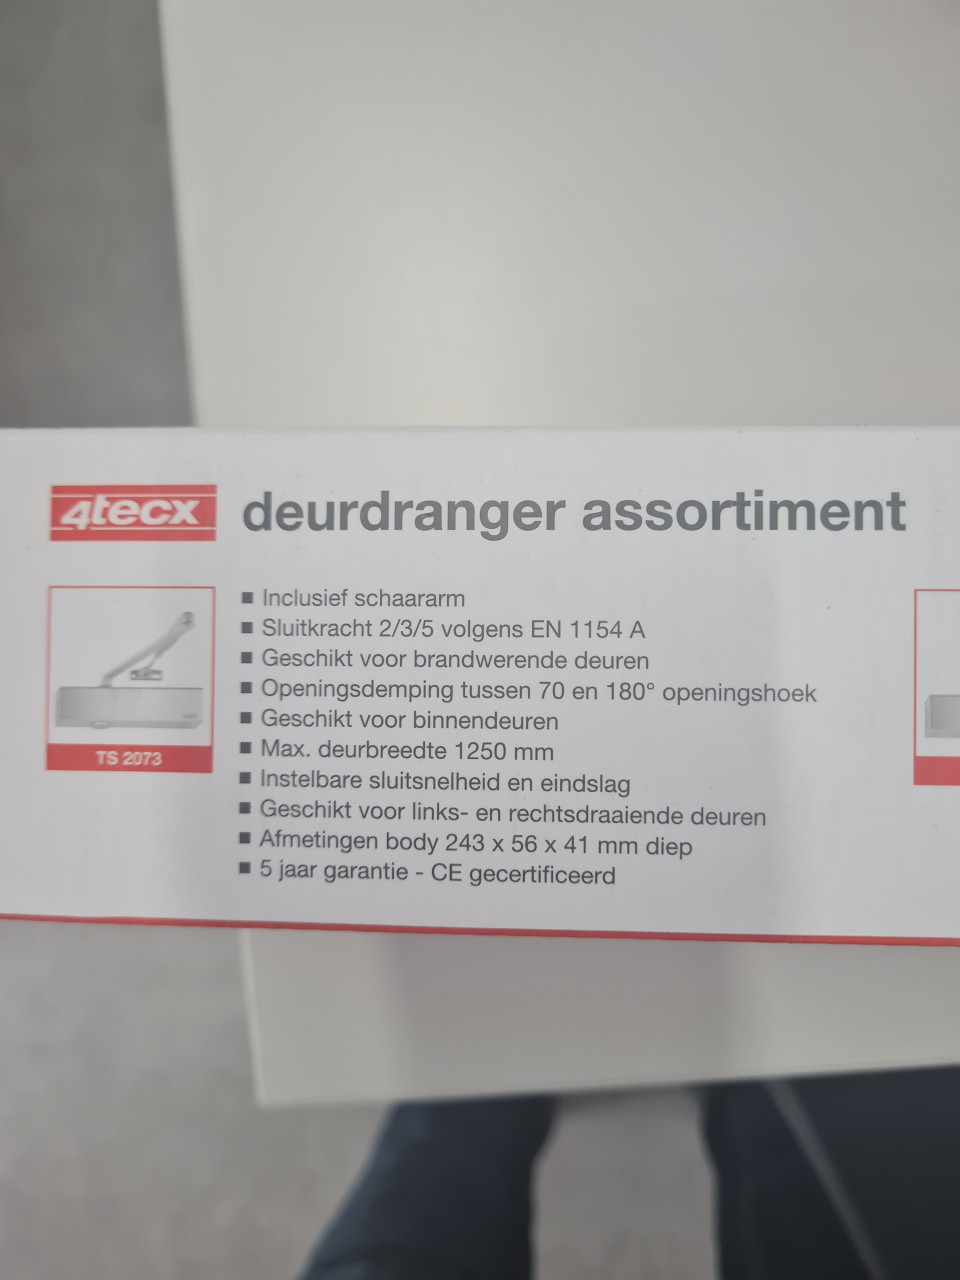 4tecx
deurdranger assortiment
TS 2073
Inclusief schaararm
Sluitkracht 2/3/5 volgens EN 1154 A
Geschikt voor brandwerende deuren
Openingsdemping tussen 70 en 180° openingshoek
Geschikt voor binnendeuren
Max. deurbreedte 1250 mm
Instelbare sluitsnelheid en eindslag
Geschikt voor links- en rechtsdraaiende deuren
Afmetingen body 243 x 56 x 41 mm diep
5 jaar garantie - CE gecertificeerd